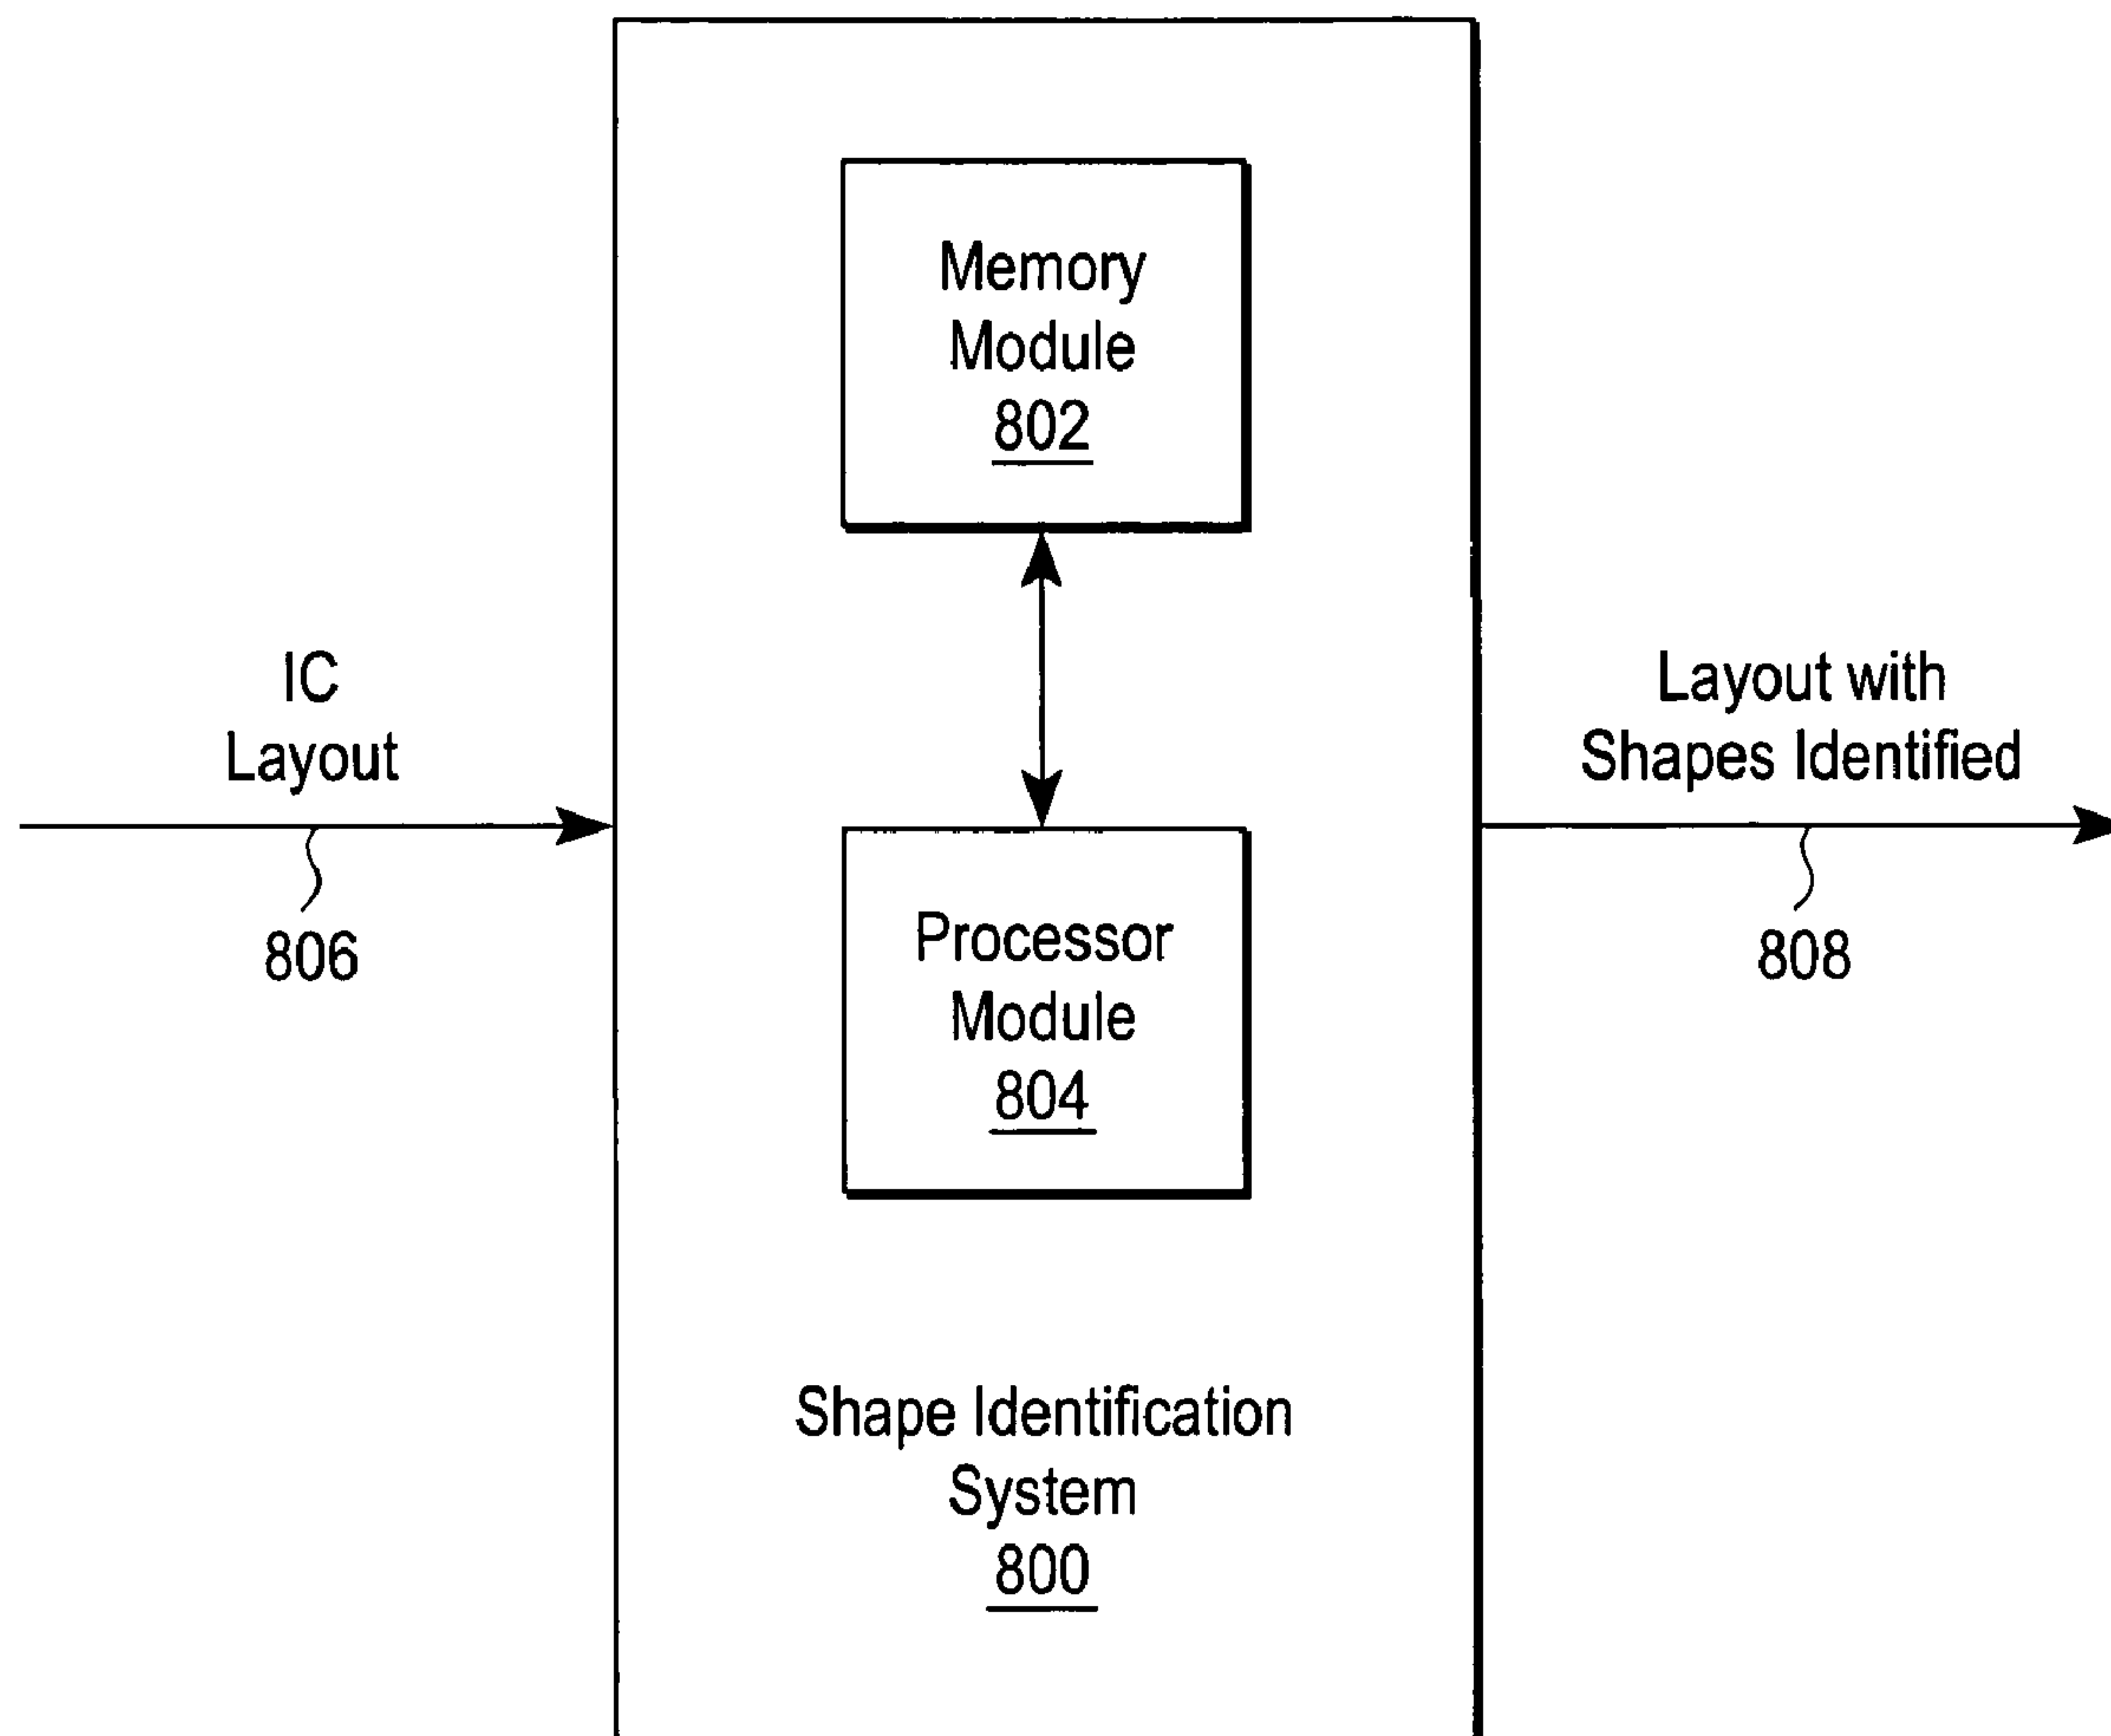 Memory
Module
802
IC
Layout
806
Layout with
Shapes Identified
808
Processor
Module
804
Shape Identification
System
800